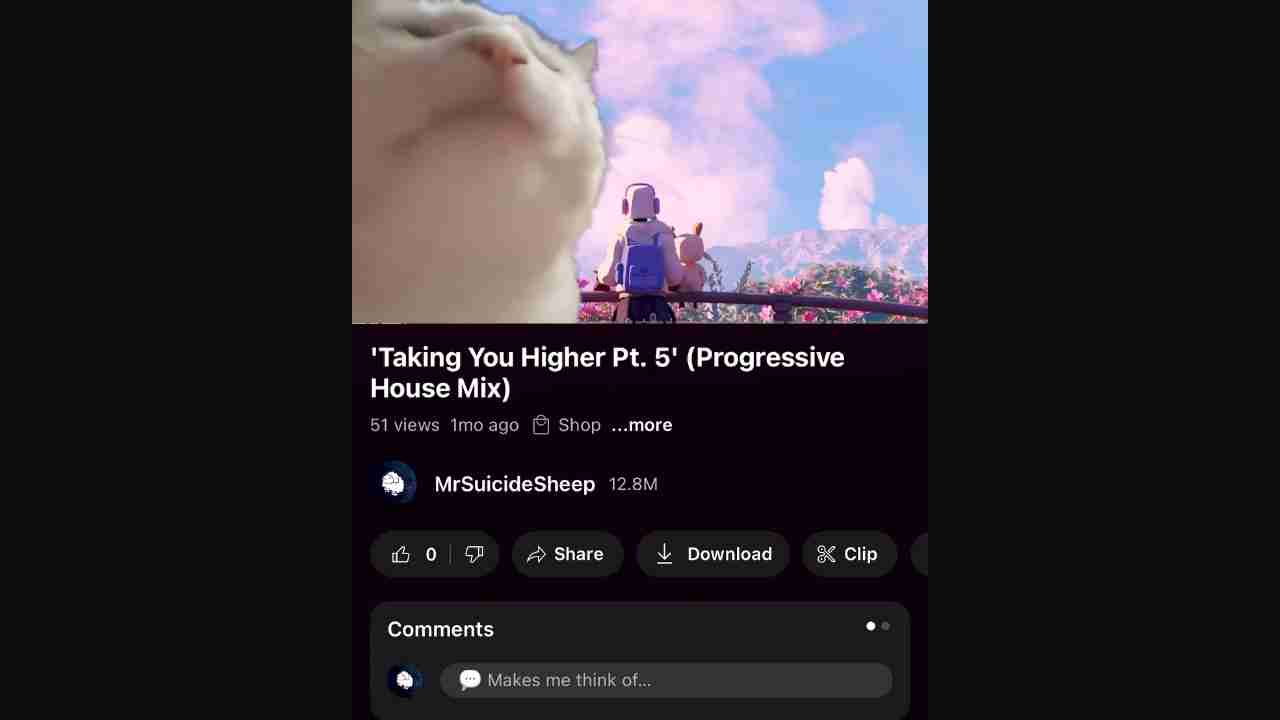 'Taking You Higher Pt. 5' (Progressive
House Mix)
51 views 1mo ago Shop ...more
MrSuicideSheep 12.8M
0 Share Download Clip
Comments
Makes me think of...